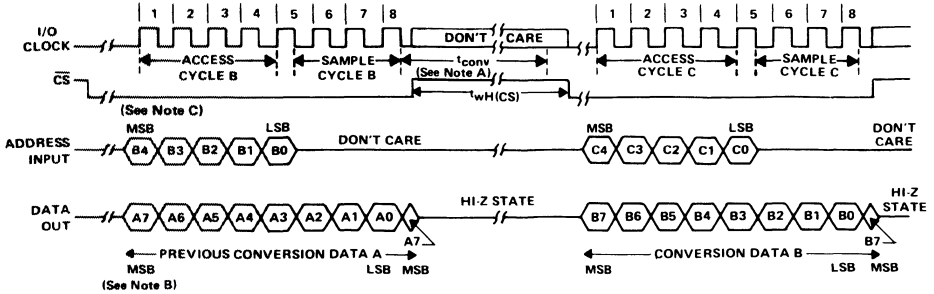 1 2 3 4 5 6 7 8 1 2 3 4 5 6 7 8
I/O
CLOCK
DON'T CARE
ACCESS
CYCLE B
SAMPLE
CYCLE B
tconv
(See Note A)
ACCESS
CYCLE C
SAMPLE
CYCLE C
CS
twH(CS)
(See Note C)
MSB LSB MSB LSB
ADDRESS
INPUT
B4 B3 B2 B1 B0
DON'T CARE
C4 C3 C2 C1 C0
DON'T
CARE
DATA
OUT
A7 A6 A5 A4 A3 A2 A1 A0
HI-Z STATE
B7 B6 B5 B4 B3 B2 B1 B0
HI-Z
STATE
A7
B7
PREVIOUS CONVERSION DATA A
CONVERSION DATA B
MSB LSB MSB MSB LSB MSB
(See Note B)